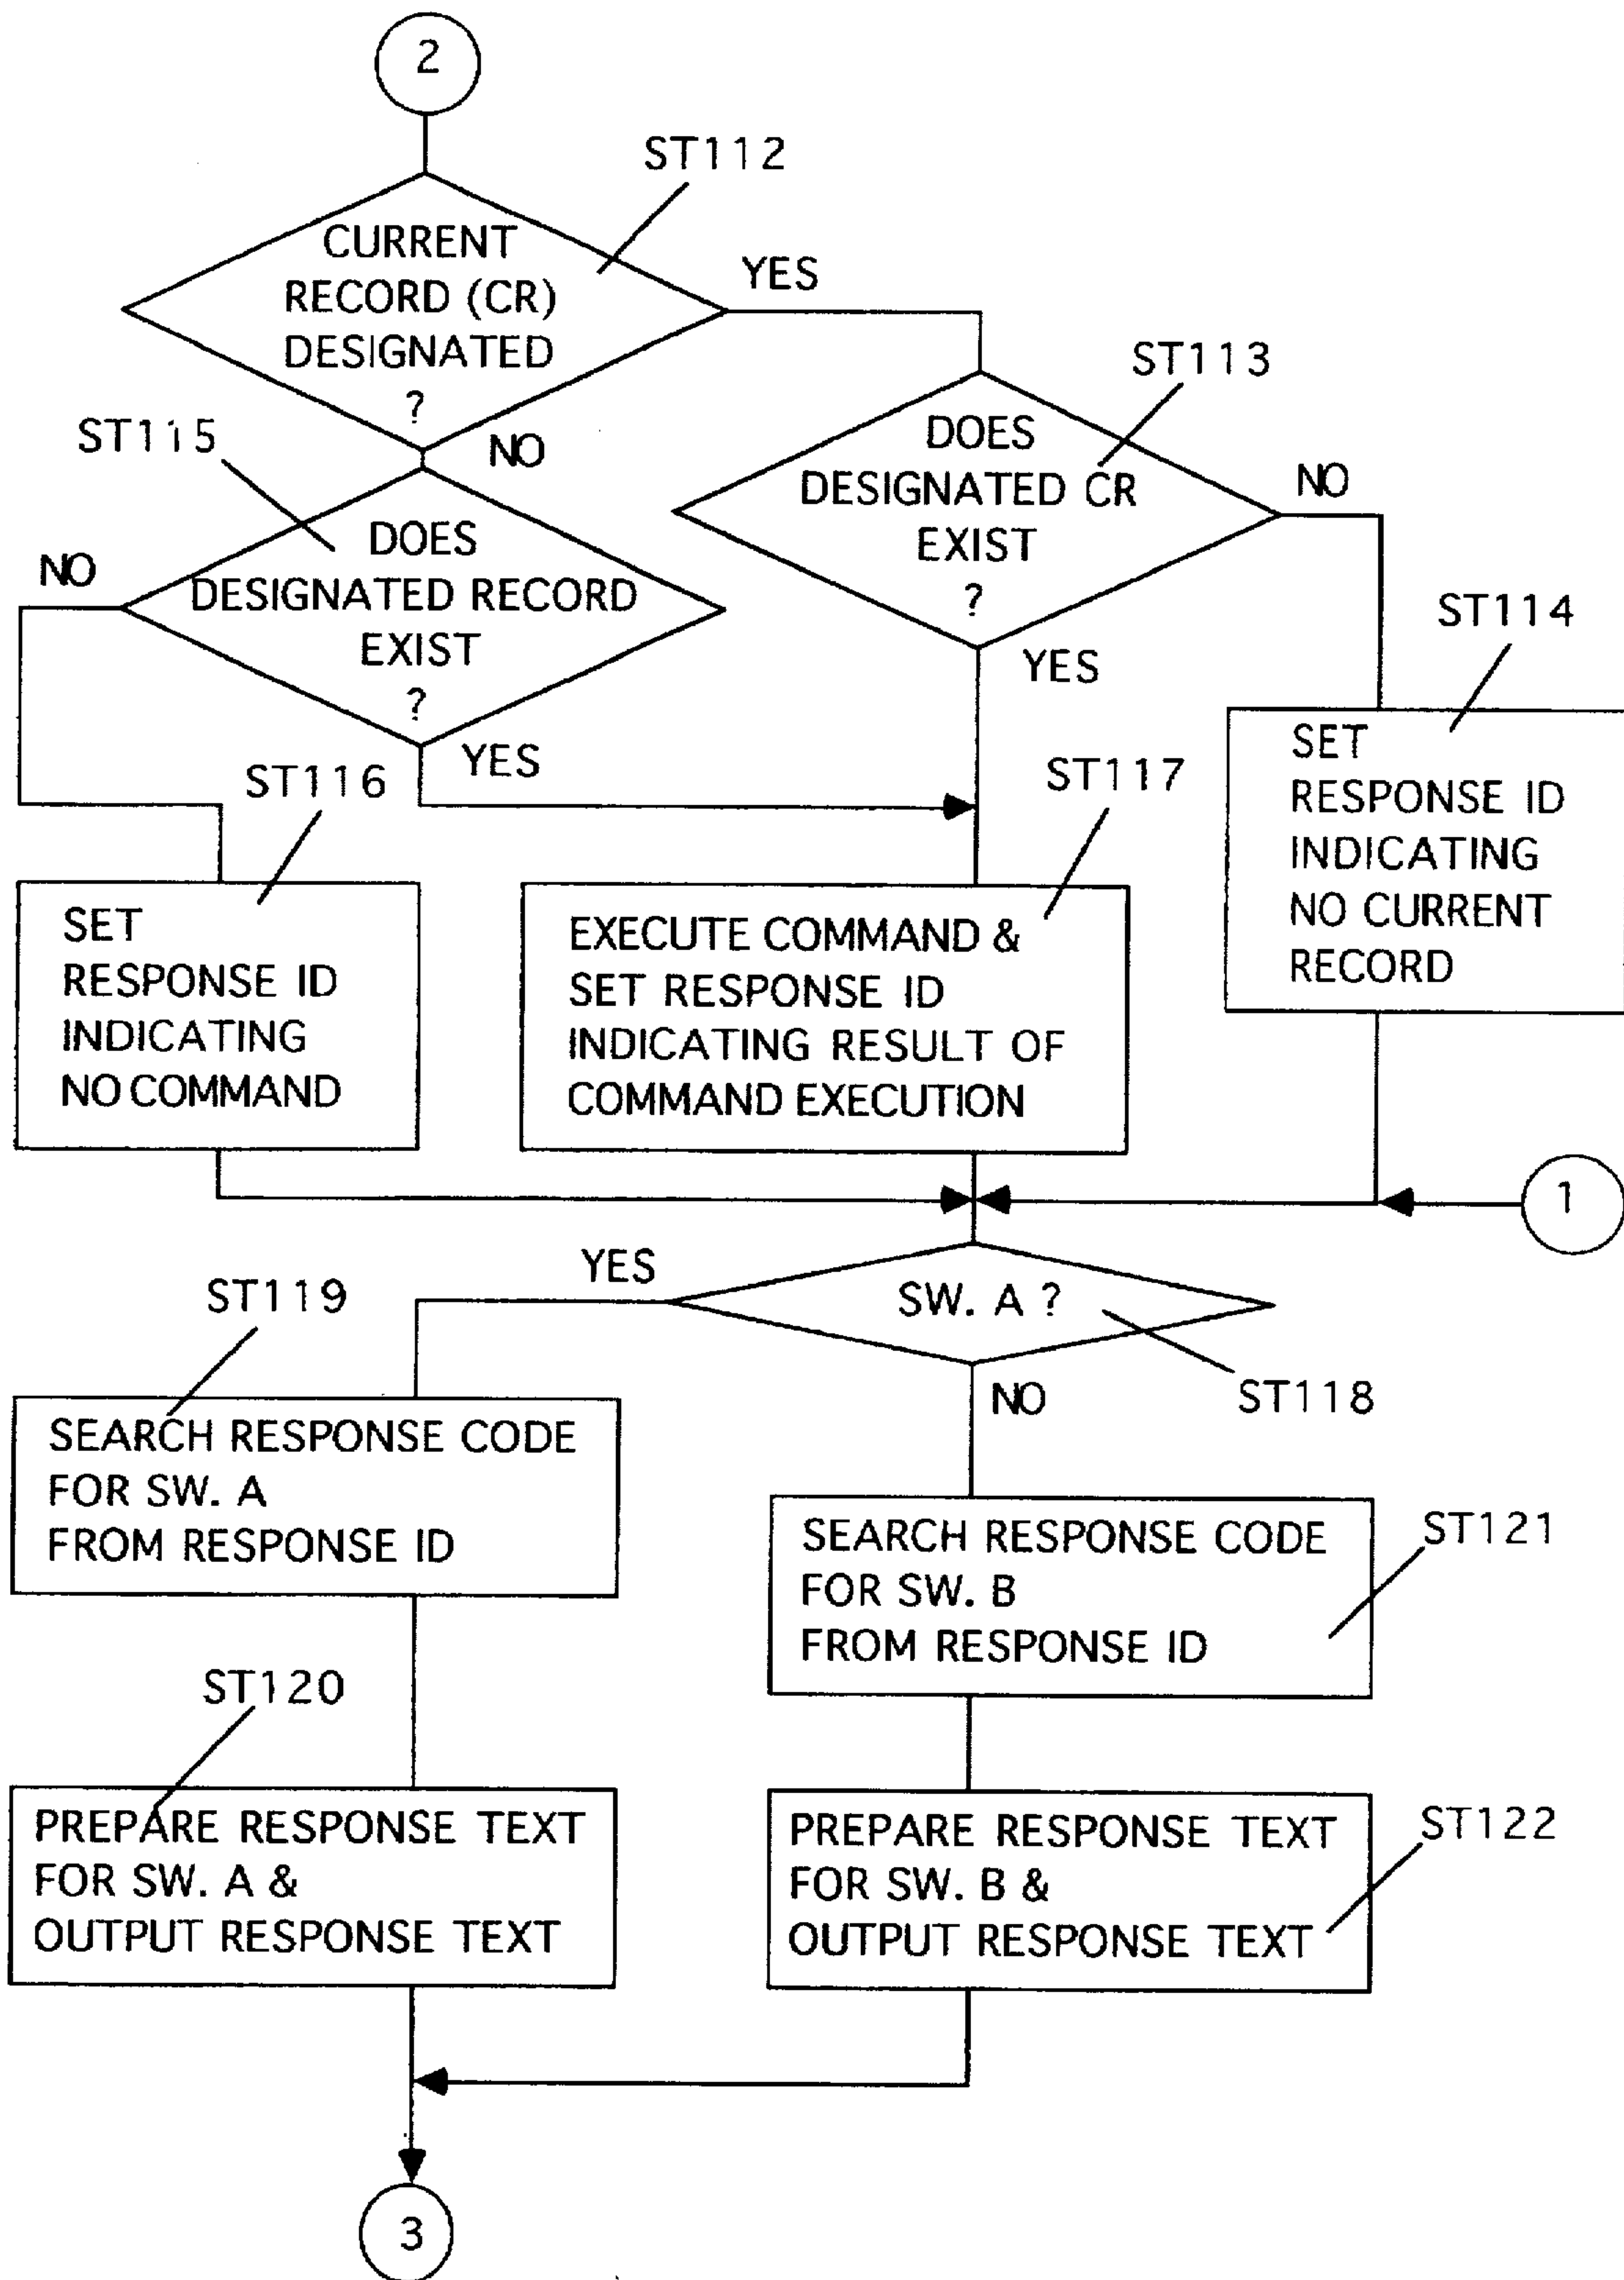 2
ST112
CURRENT
RECORD (CR)
DESIGNATED
?
YES
NO
ST113
DOES
DESIGNATED CR
EXIST
?
NO
YES
ST115
DOES
DESIGNATED RECORD
EXIST
?
NO
YES
ST114
SET
RESPONSE ID
INDICATING
NO CURRENT
RECORD
ST116
SET
RESPONSE ID
INDICATING
NO COMMAND
ST117
EXECUTE COMMAND &
SET RESPONSE ID
INDICATING RESULT OF
COMMAND EXECUTION
1
YES
SW. A ?
NO
ST118
ST119
SEARCH RESPONSE CODE
FOR SW. A
FROM RESPONSE ID
ST121
SEARCH RESPONSE CODE
FOR SW. B
FROM RESPONSE ID
ST120
PREPARE RESPONSE TEXT
FOR SW. A &
OUTPUT RESPONSE TEXT
ST122
PREPARE RESPONSE TEXT
FOR SW. B &
OUTPUT RESPONSE TEXT
3